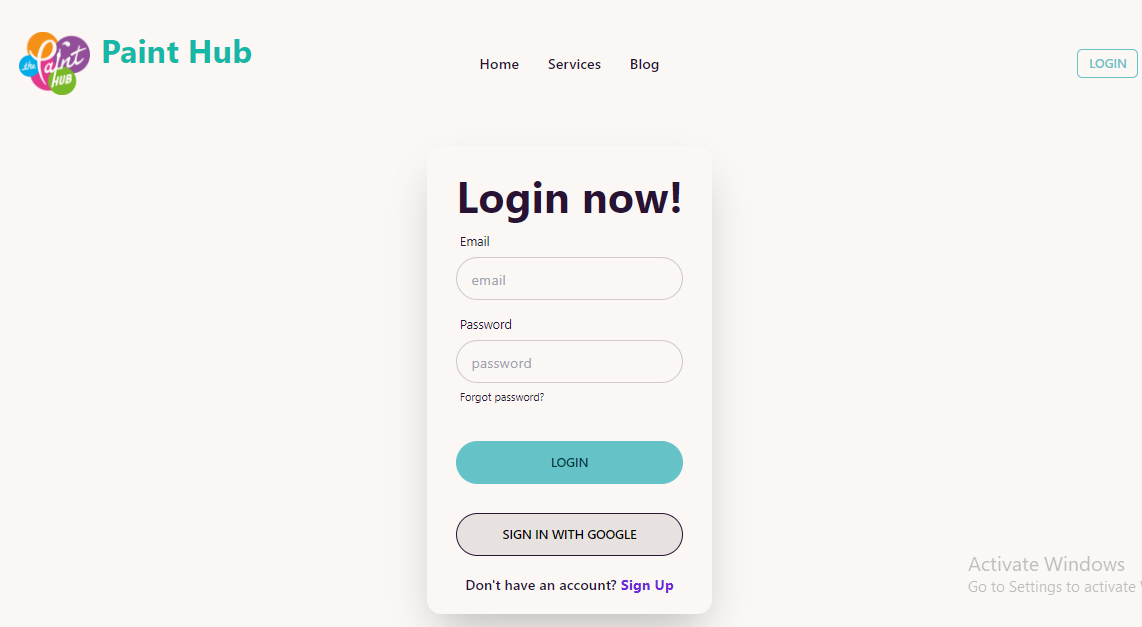 the Paint HUB
Paint Hub
Home Services Blog
LOGIN
Login now!
Email
email
Password
password
Forgot password?
LOGIN
SIGN IN WITH GOOGLE
Don't have an account? Sign Up
Activate Windows
Go to Settings to activate